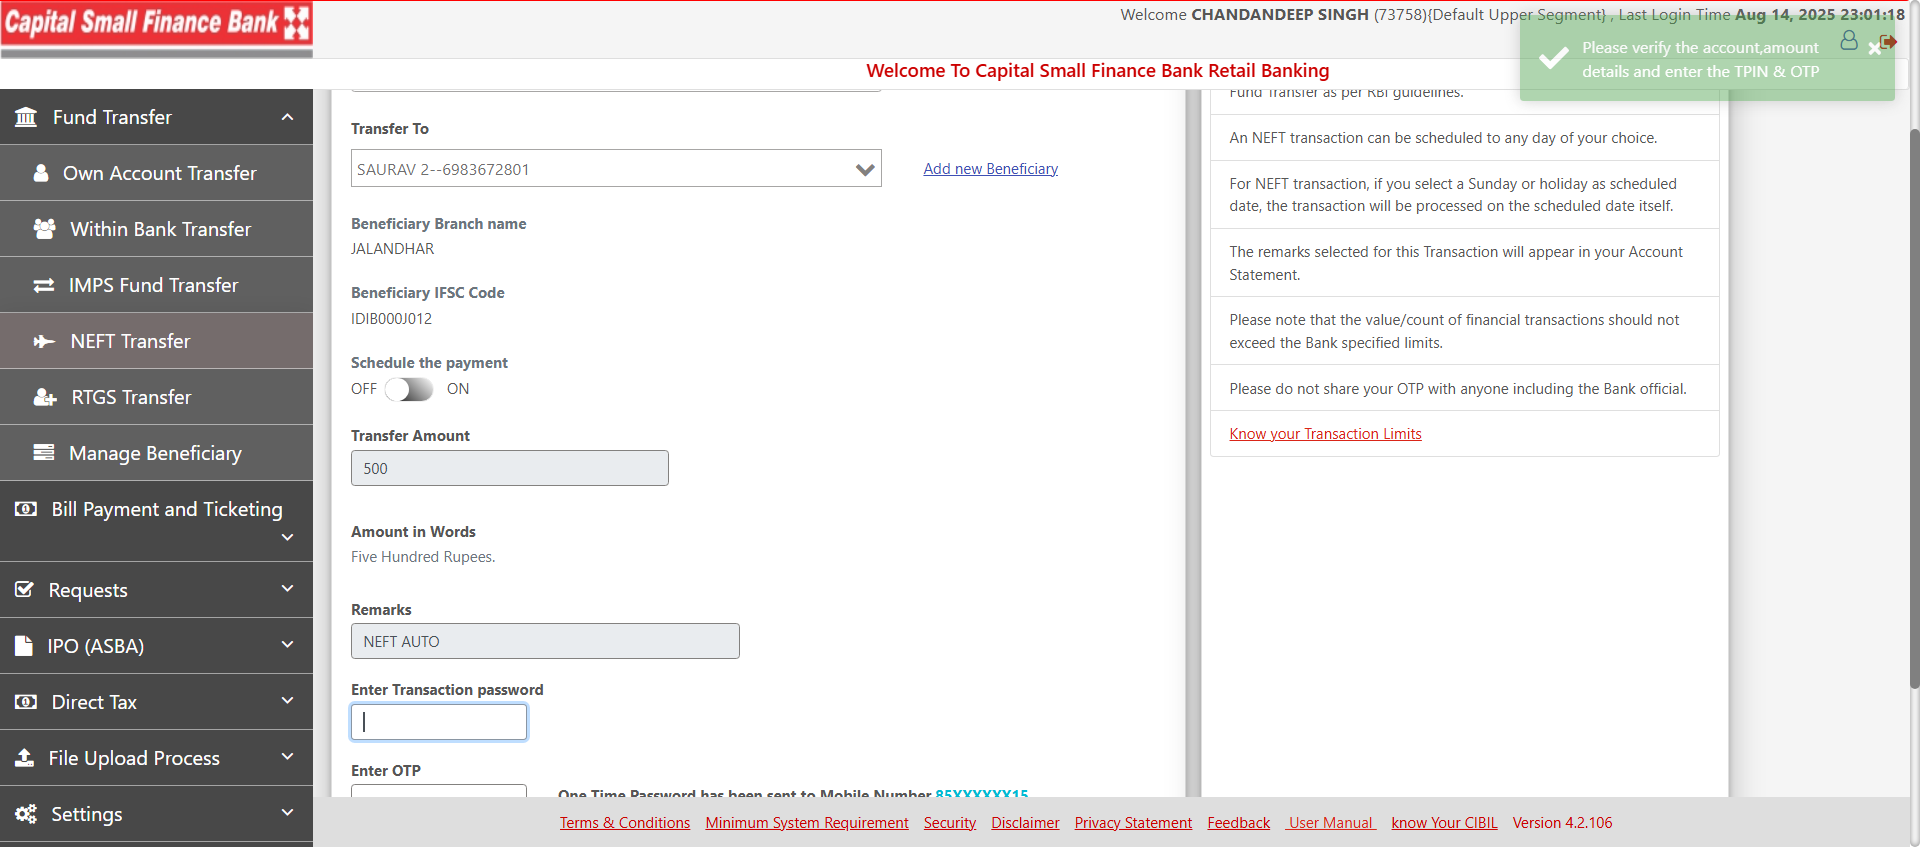 Capital Small Finance Bank
Welcome CHANDANDEEP SINGH (73758){Default Upper Segment} , Last Login Time Aug 14, 2025 23:01:18
Please verify the account,amount
details and enter the TPIN & OTP
Welcome To Capital Small Finance Bank Retail Banking
Fund Transfer
Own Account Transfer
Within Bank Transfer
IMPS Fund Transfer
NEFT Transfer
RTGS Transfer
Manage Beneficiary
Bill Payment and Ticketing
Requests
IPO (ASBA)
Direct Tax
File Upload Process
Settings
Transfer To
SAURAV 2--6983672801
Add new Beneficiary
Beneficiary Branch name
JALANDHAR
Beneficiary IFSC Code
IDIB000J012
Schedule the payment
OFF ON
Transfer Amount
500
Amount in Words
Five Hundred Rupees.
Remarks
NEFT AUTO
Enter Transaction password
Enter OTP
One Time Password has been sent to Mobile Number 85XXXXXX15
Fund Transfer as per RBI guidelines.
An NEFT transaction can be scheduled to any day of your choice.
For NEFT transaction, if you select a Sunday or holiday as scheduled
date, the transaction will be processed on the scheduled date itself.
The remarks selected for this Transaction will appear in your Account
Statement.
Please note that the value/count of financial transactions should not
exceed the Bank specified limits.
Please do not share your OTP with anyone including the Bank official.
Know your Transaction Limits
Terms & Conditions Minimum System Requirement Security Disclaimer Privacy Statement Feedback User Manual know Your CIBIL Version 4.2.106